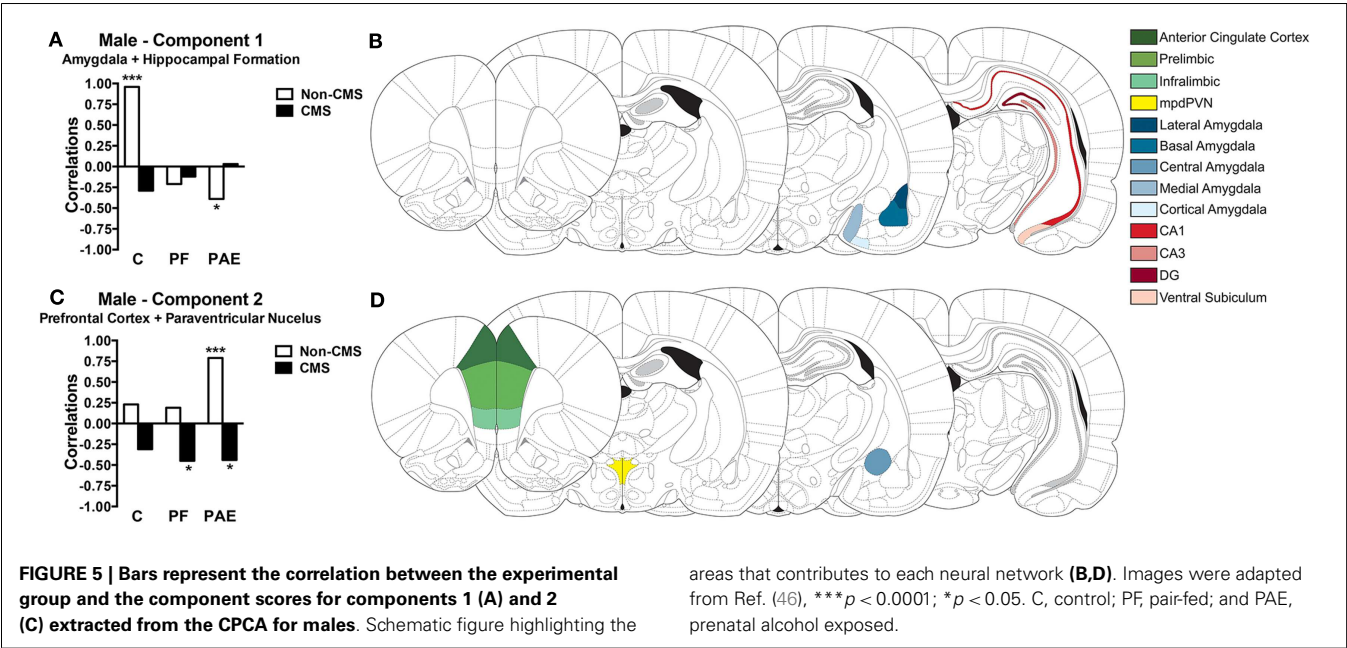 A
Male - Component 1
Amygdala + Hippocampal Formation
1.00
0.75
0.50
0.25
0.00
-0.25
-0.50
-0.75
-1.00
Correlations
***
*
C PF PAE
Non-CMS
CMS
B
Anterior Cingulate Cortex
Prelimbic
Infralimbic
mpdPVN
Lateral Amygdala
Basal Amygdala
Central Amygdala
Medial Amygdala
Cortical Amygdala
CA1
CA3
DG
Ventral Subiculum
C
Male - Component 2
Prefrontal Cortex + Paraventricular Nucelus
1.00
0.75
0.50
0.25
0.00
-0.25
-0.50
-0.75
-1.00
Correlations
***
* *
C PF PAE
Non-CMS
CMS
D
FIGURE 5 | Bars represent the correlation between the experimental
group and the component scores for components 1 (A) and 2
(C) extracted from the CPCA for males. Schematic figure highlighting the
areas that contributes to each neural network (B,D). Images were adapted
from Ref. (46), ***p < 0.0001; *p < 0.05. C, control; PF, pair-fed; and PAE,
prenatal alcohol exposed.